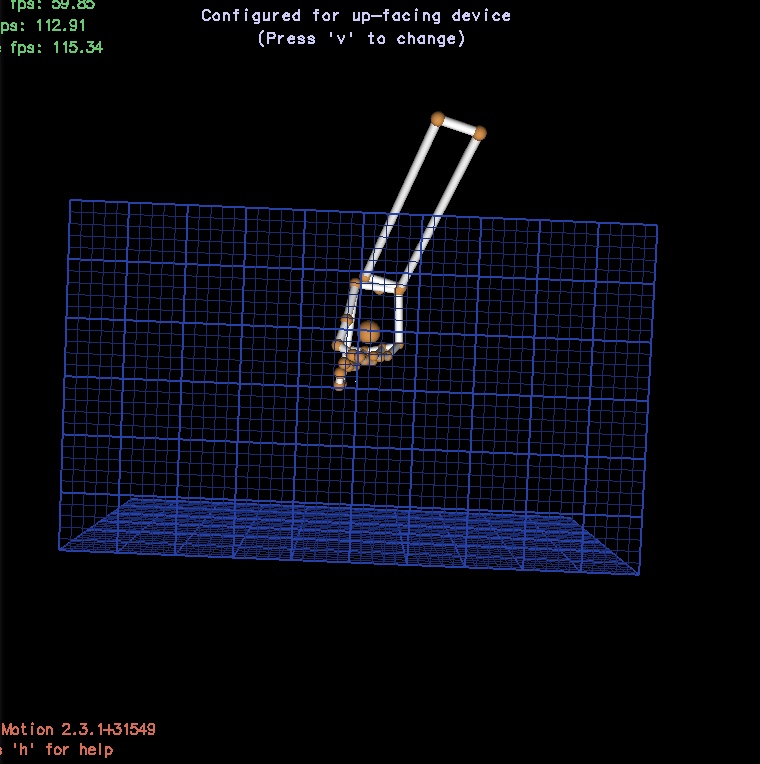 fps: 59.85
Configured for up-facing device
ps: 112.91
(Press 'v' to change)
fps: 115.34
Motion 2.3.1+31549
'h' for help